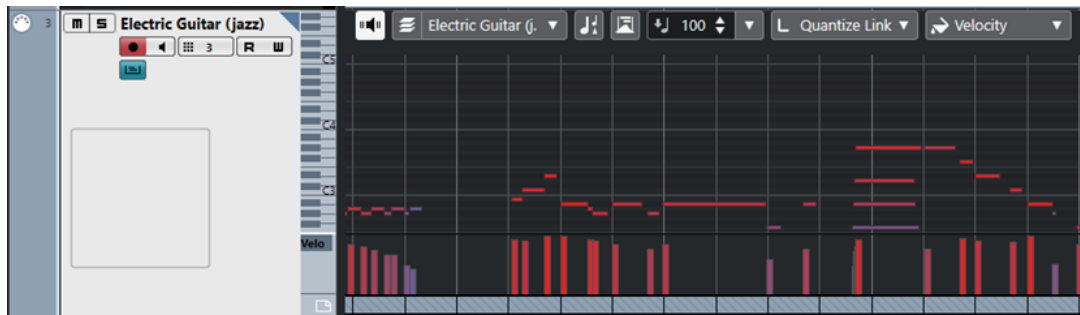 3 m S Electric Guitar (jazz)
3 R W
Electric Guitar (j. 100 L Quantize Link Velocity
C5
C4
C3
Velo